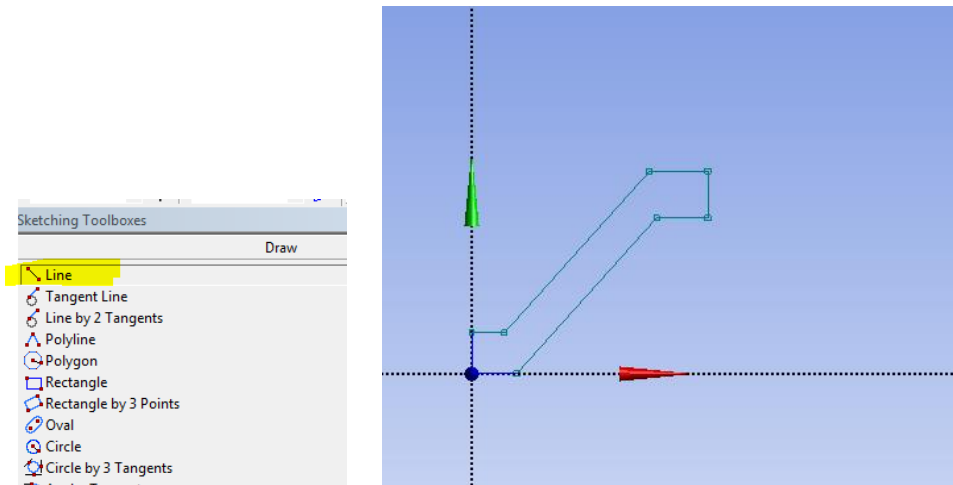 Sketching Toolboxes
Draw
Line
Tangent Line
Line by 2 Tangents
Polyline
Polygon
Rectangle
Rectangle by 3 Points
Oval
Circle
Circle by 3 Tangents